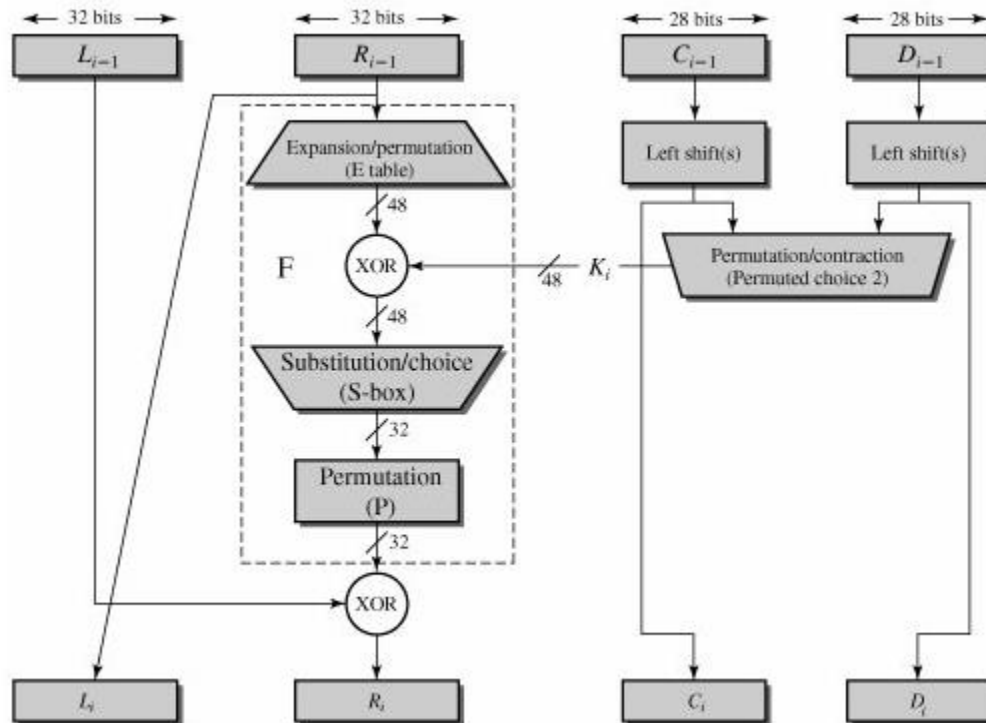 32 bits
32 bits
28 bits
28 bits
L_{i-1}
R_{i-1}
C_{i-1}
D_{i-1}
Expansion/permutation
(E table)
Left shift(s)
Left shift(s)
48
F
XOR
48
K_i
Permutation/contraction
(Permuted choice 2)
48
Substitution/choice
(S-box)
32
Permutation
(P)
32
XOR
L_i
R_i
C_i
D_i